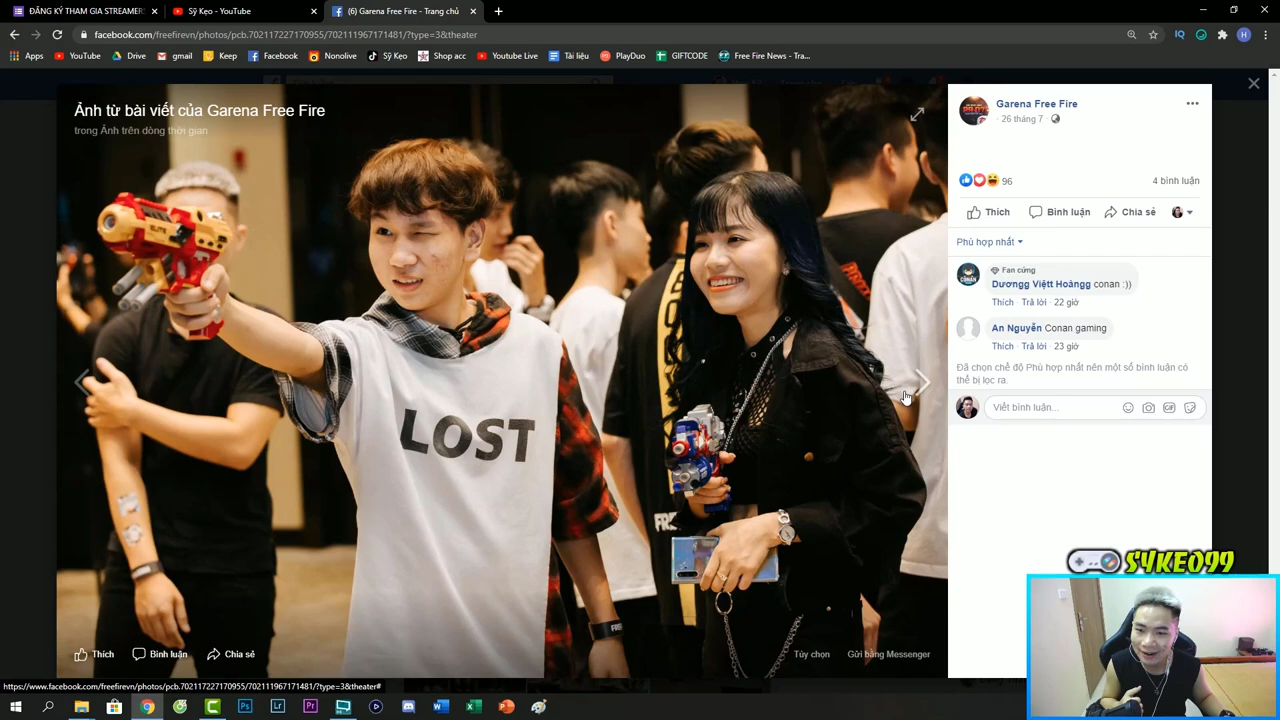 ĐĂNG KÝ THAM GIA STREAMER
Sỹ Kẹo - YouTube
(6) Garena Free Fire - Trang chủ
facebook.com/freefirevn/photos/pcb.702117227170955/702111967171481/?type=3&theater
Apps
YouTube
Drive
gmail
Keep
Facebook
Nonolive
Sỹ Kẹo
Shop acc
Youtube Live
Tài liệu
PlayDuo
GIFTCODE
Free Fire News - Tra...
Ảnh từ bài viết của Garena Free Fire
trong Ảnh trên dòng thời gian
Garena Free Fire
26 tháng 7
96
4 bình luận
Thích
Bình luận
Chia sẻ
Phù hợp nhất
Fan cứng
Dươngg Việtt Hoàngg conan :))
Thích · Trả lời · 22 giờ
An Nguyễn Conan gaming
Thích · Trả lời · 23 giờ
Đã chọn chế độ Phù hợp nhất nên một số bình luận có
thể bị lọc ra.
Viết bình luận...
ELITE
LOST
FREE
Thích
Bình luận
Chia sẻ
Tùy chọn
Gửi bằng Messenger
SYKEO99
https://www.facebook.com/freefirevn/photos/pcb.702117227170955/702111967171481/?type=3&theater#